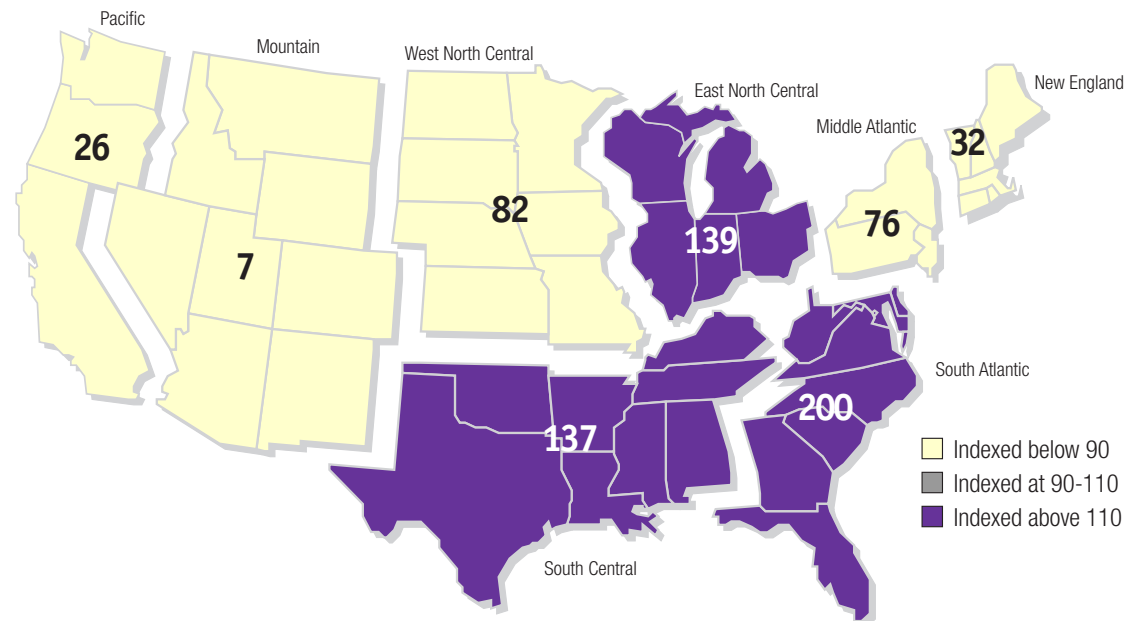 Pacific
Mountain
West North Central
East North Central
New England
Middle Atlantic
26
32
82
76
139
7
South Atlantic
200
137
Indexed below 90
Indexed at 90-110
Indexed above 110
South Central